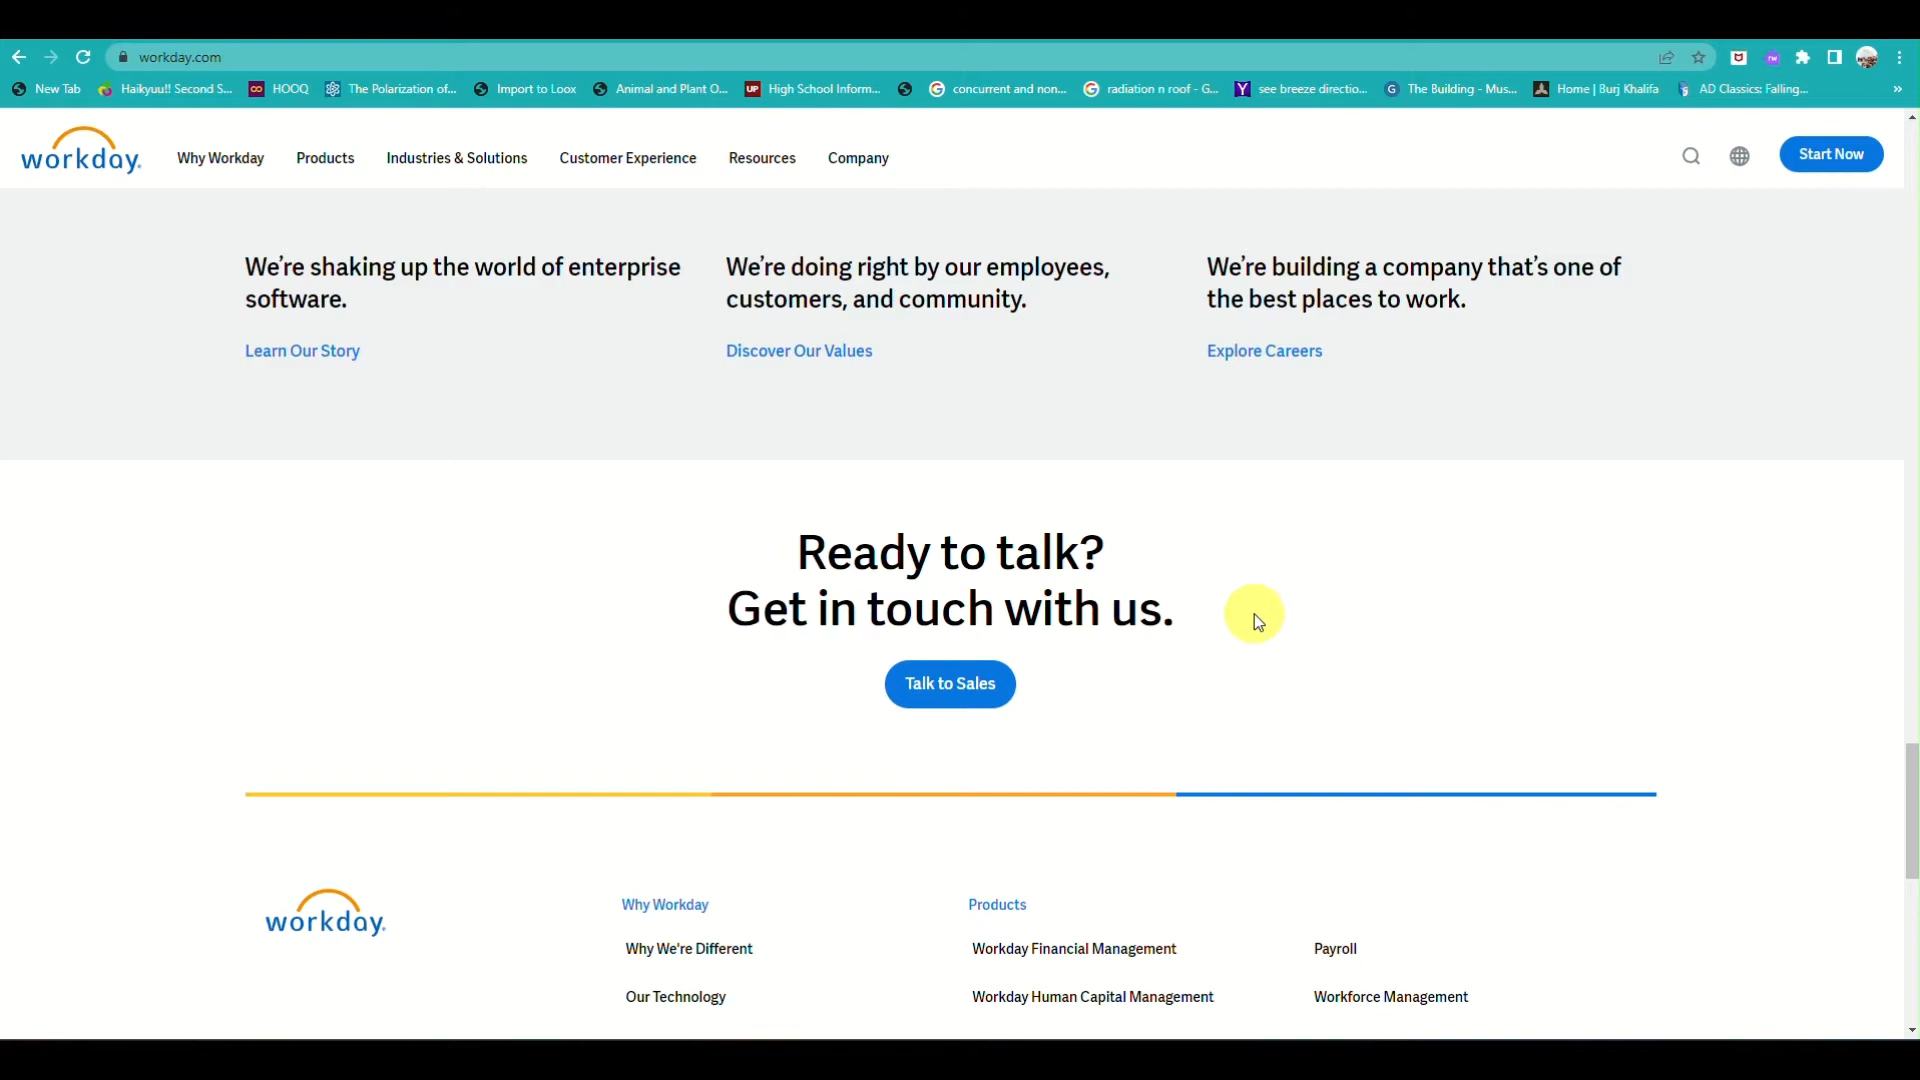 workday.com
New Tab
Haikyuu!! Second S...
HOOQ
The Polarization of...
Import to Loox
Animal and Plant O...
UP High School Inform...
concurrent and non...
radiation n roof - G...
see breeze directio...
The Building - Mus...
Home | Burj Khalifa
AD Classics: Falling...
»
workday.
Why Workday
Products
Industries & Solutions
Customer Experience
Resources
Company
Start Now
We're shaking up the world of enterprise
software.
Learn Our Story
We're doing right by our employees,
customers, and community.
Discover Our Values
We're building a company that's one of
the best places to work.
Explore Careers
Ready to talk?
Get in touch with us.
Talk to Sales
workday.
Why Workday
Why We're Different
Our Technology
Products
Workday Financial Management
Workday Human Capital Management
Payroll
Workforce Management